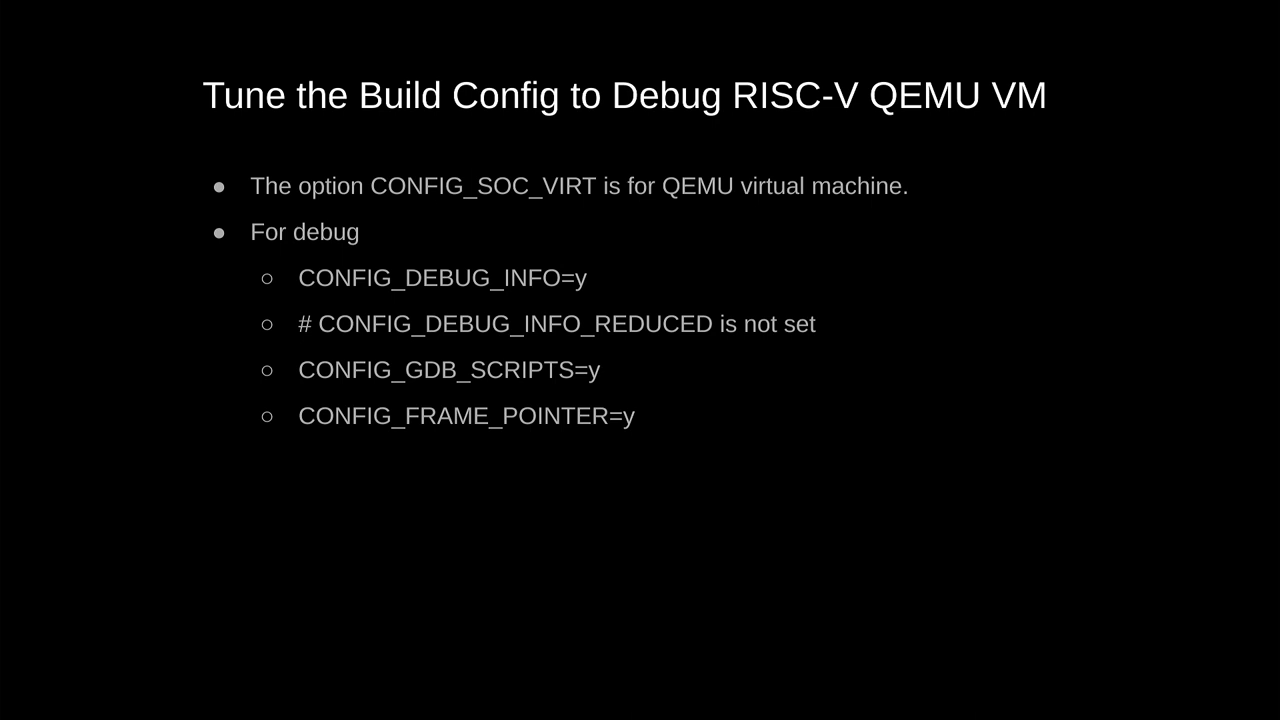 Tune the Build Config to Debug RISC-V QEMU VM
● The option CONFIG_SOC_VIRT is for QEMU virtual machine.
● For debug
○ CONFIG_DEBUG_INFO=y
○ # CONFIG_DEBUG_INFO_REDUCED is not set
○ CONFIG_GDB_SCRIPTS=y
○ CONFIG_FRAME_POINTER=y